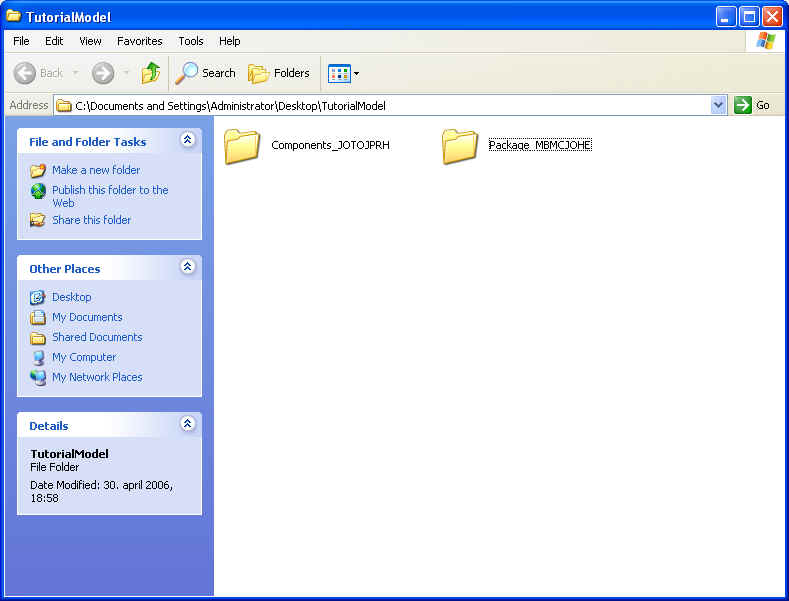 TutorialModel
File Edit View Favorites Tools Help
Back Search Folders
Address C:\Documents and Settings\Administrator\Desktop\TutorialModel Go
File and Folder Tasks
Make a new folder
Publish this folder to the
Web
Share this folder
Other Places
Desktop
My Documents
Shared Documents
My Computer
My Network Places
Details
TutorialModel
File Folder
Date Modified: 30. april 2006,
18:58
Components_JOTOJPRH Package_MBMCJOHE